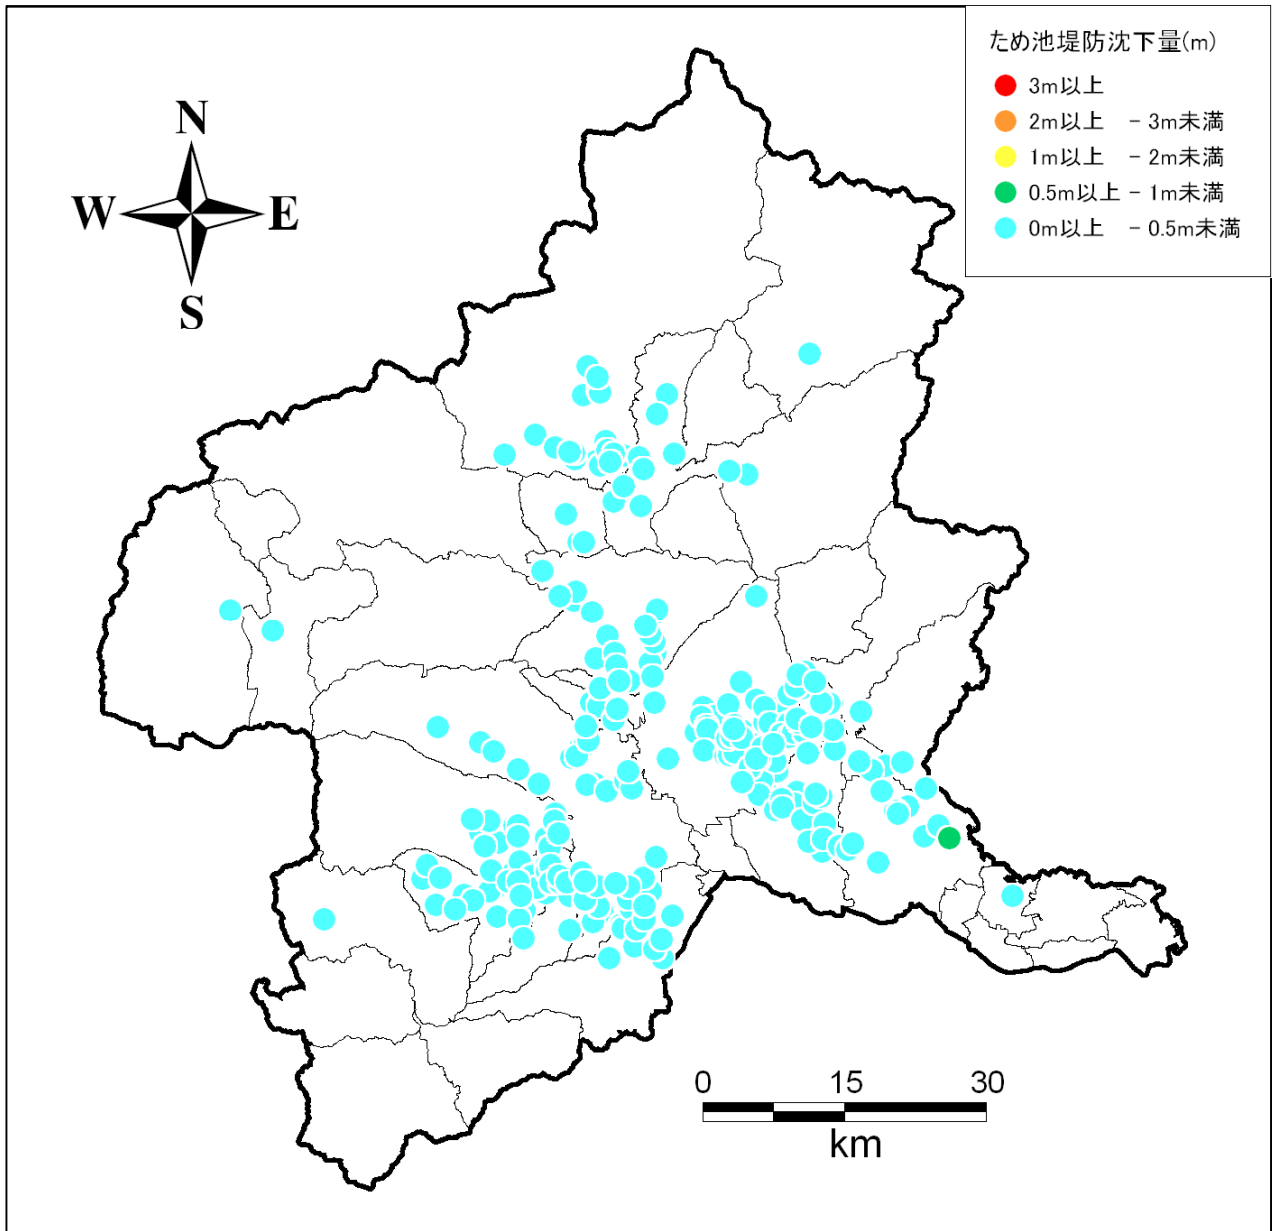 ため池堤防沈下量(m)
3m以上
2m以上 - 3m未満
1m以上 - 2m未満
0.5m以上 - 1m未満
0m以上 - 0.5m未満
N
W E
S
0 15 30
km